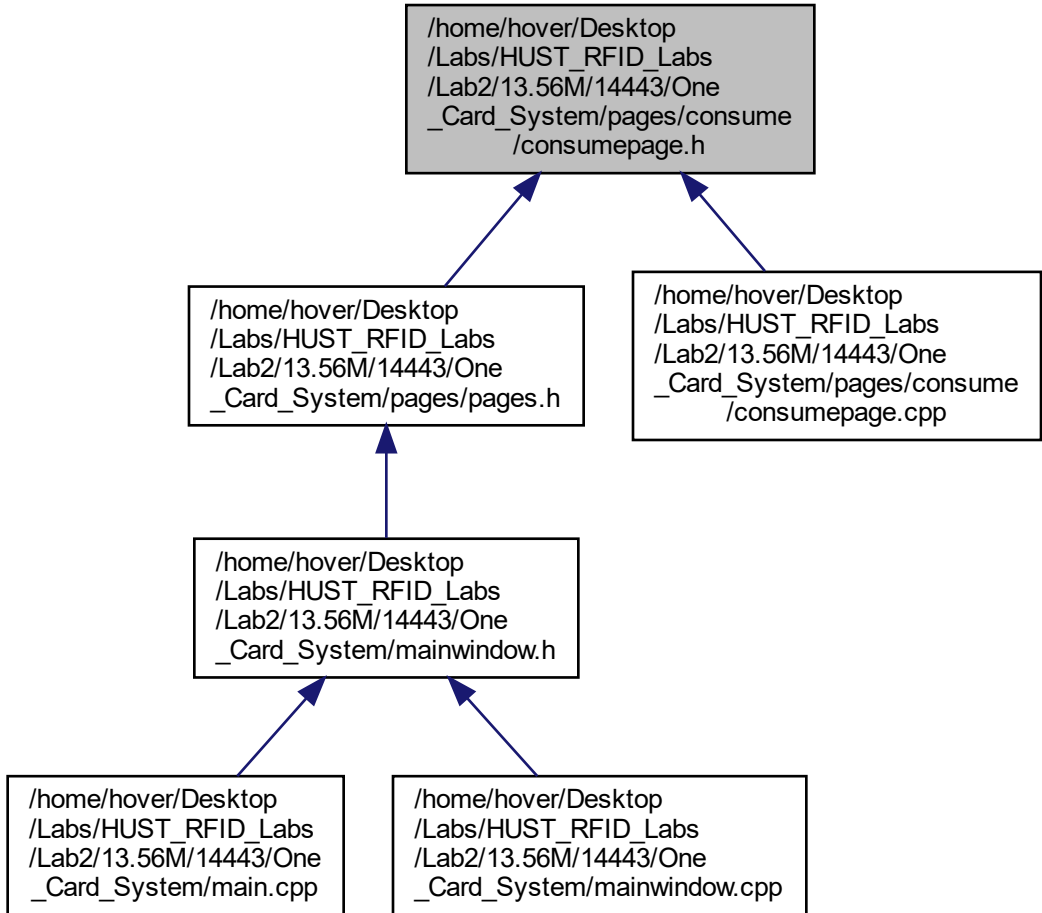 /home/hover/Desktop
/Labs/HUST_RFID_Labs
/Lab2/13.56M/14443/One
_Card_System/pages/consume
/consumepage.h
/home/hover/Desktop
/Labs/HUST_RFID_Labs
/Lab2/13.56M/14443/One
_Card_System/pages/pages.h
/home/hover/Desktop
/Labs/HUST_RFID_Labs
/Lab2/13.56M/14443/One
_Card_System/pages/consume
/consumepage.cpp
/home/hover/Desktop
/Labs/HUST_RFID_Labs
/Lab2/13.56M/14443/One
_Card_System/mainwindow.h
/home/hover/Desktop
/Labs/HUST_RFID_Labs
/Lab2/13.56M/14443/One
_Card_System/main.cpp
/home/hover/Desktop
/Labs/HUST_RFID_Labs
/Lab2/13.56M/14443/One
_Card_System/mainwindow.cpp